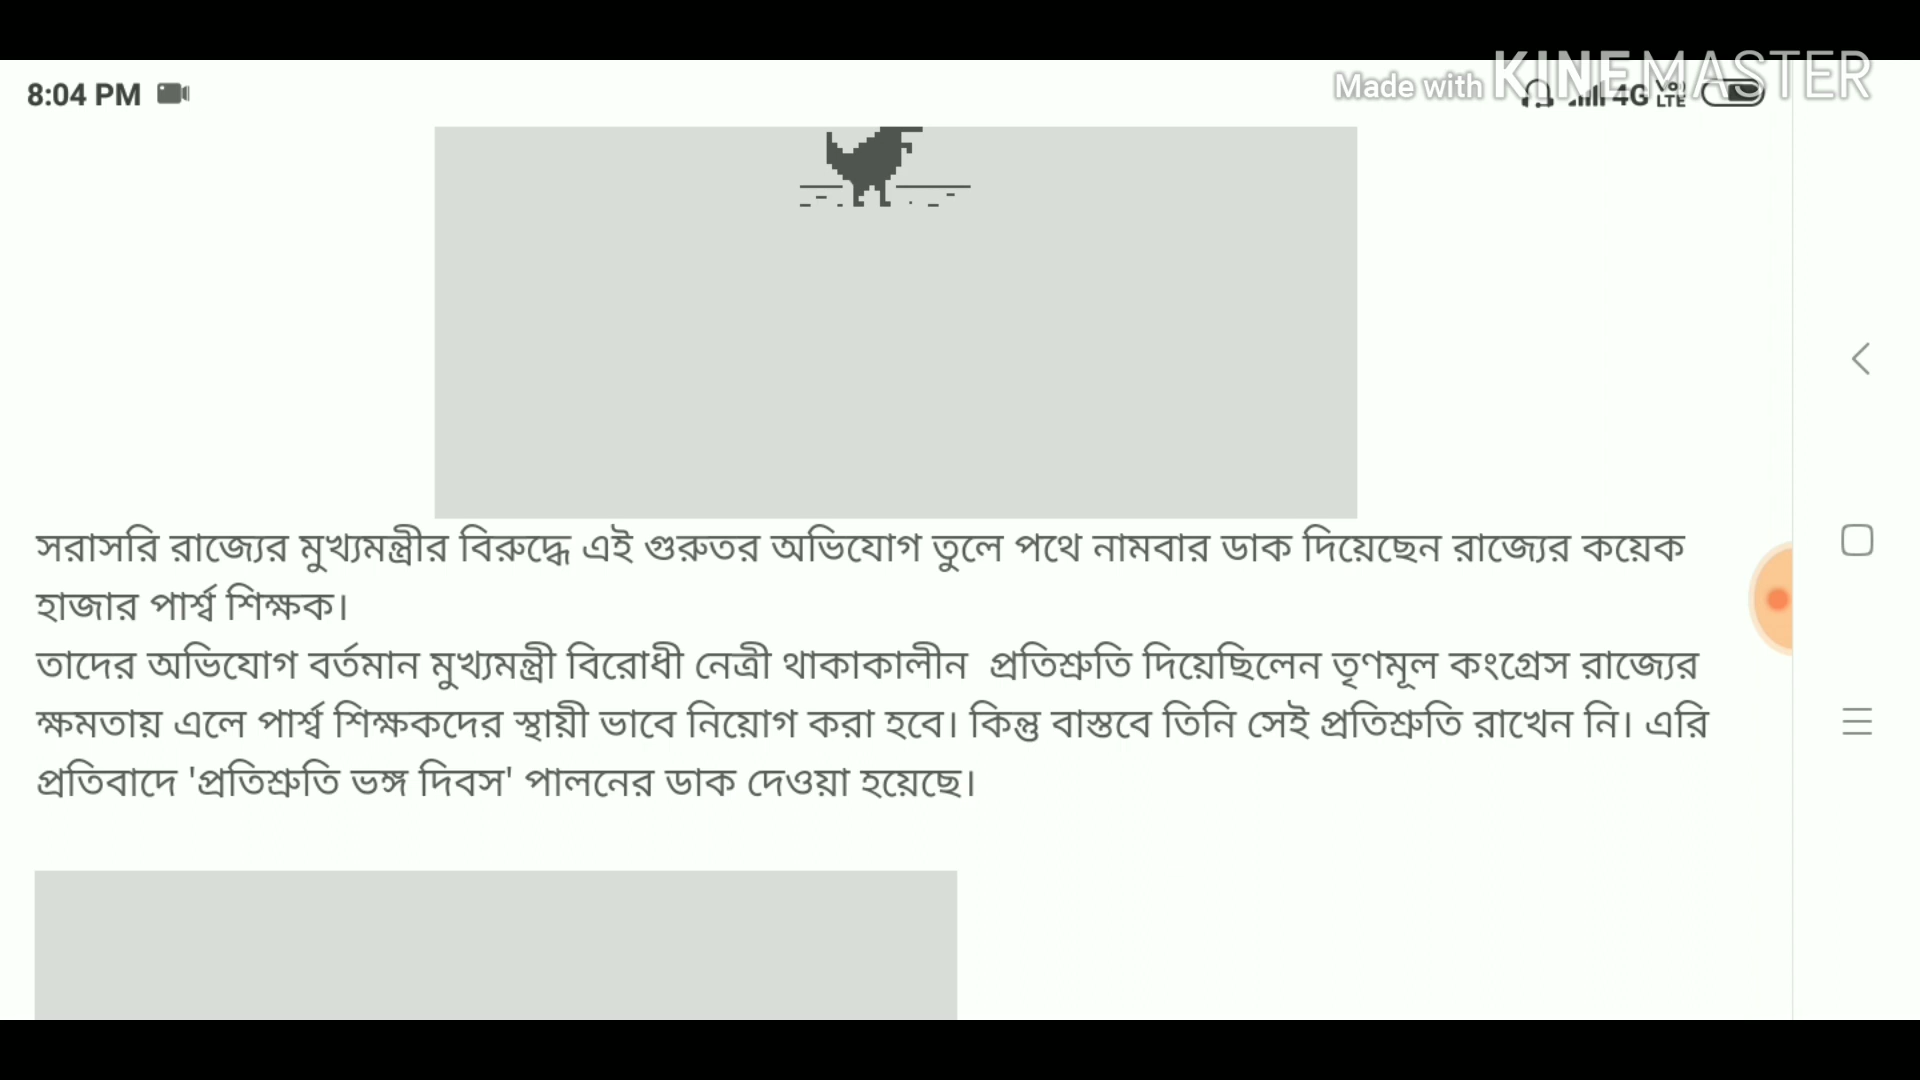 Made with KINEMASTER
8:04 PM 4G Vo) LTE
সরাসরি রাজ্যের মুখ্যমন্ত্রীর বিরুদ্ধে এই গুরুতর অভিযোগ তুলে পথে নামবার ডাক দিয়েছেন রাজ্যের কয়েক
হাজার পার্শ্ব শিক্ষক।
তাদের অভিযোগ বর্তমান মুখ্যমন্ত্রী বিরোধী নেত্রী থাকাকালীন প্রতিশ্রুতি দিয়েছিলেন তৃণমূল কংগ্রেস রাজ্যের
ক্ষমতায় এলে পার্শ্ব শিক্ষকদের স্থায়ী ভাবে নিয়োগ করা হবে। কিন্তু বাস্তবে তিনি সেই প্রতিশ্রুতি রাখেন নি। এরি
প্রতিবাদে 'প্রতিশ্রুতি ভঙ্গ দিবস' পালনের ডাক দেওয়া হয়েছে।